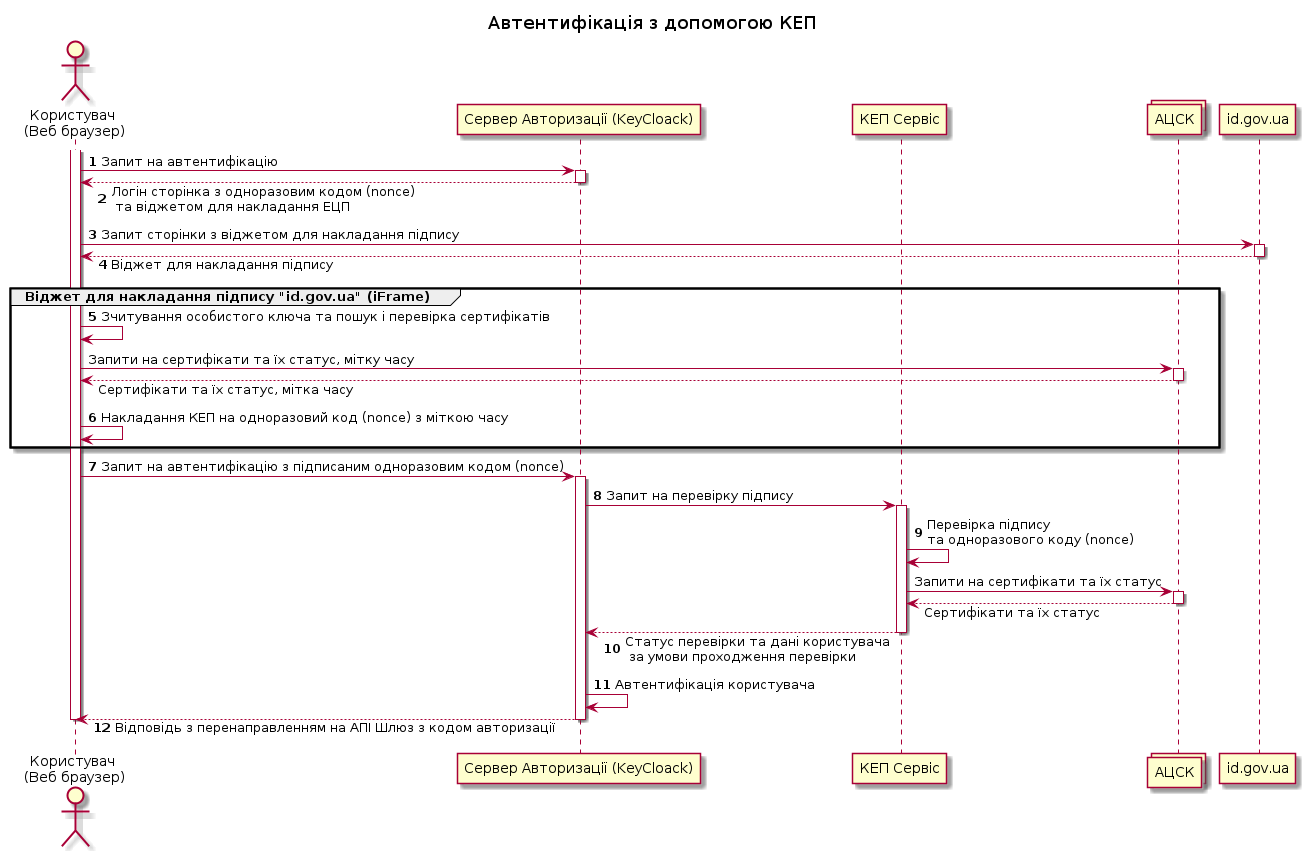 Автентифікація з допомогою КЕП
Користувач
(Веб браузер)
Сервер Авторизації (KeyCloack)
КЕП Сервіс
АЦСК
id.gov.ua
1 Запит на автентифікацію
2 Логін сторінка з одноразовим кодом (nonce)
та віджетом для накладання ЕЦП
3 Запит сторінки з віджетом для накладання підпису
4 Віджет для накладання підпису
Віджет для накладання підпису "id.gov.ua" (iFrame)
5 Зчитування особистого ключа та пошук і перевірка сертифікатів
Запити на сертифікати та їх статус, мітку часу
Сертифікати та їх статус, мітка часу
6 Накладання КЕП на одноразовий код (nonce) з міткою часу
7 Запит на автентифікацію з підписаним одноразовим кодом (nonce)
8 Запит на перевірку підпису
9 Перевірка підпису
та одноразового коду (nonce)
Запити на сертифікати та їх статус
Сертифікати та їх статус
10 Статус перевірки та дані користувача
за умови проходження перевірки
11 Автентифікація користувача
12 Відповідь з перенаправленням на АПІ Шлюз з кодом авторизації
Користувач
(Веб браузер)
Сервер Авторизації (KeyCloack)
КЕП Сервіс
АЦСК
id.gov.ua